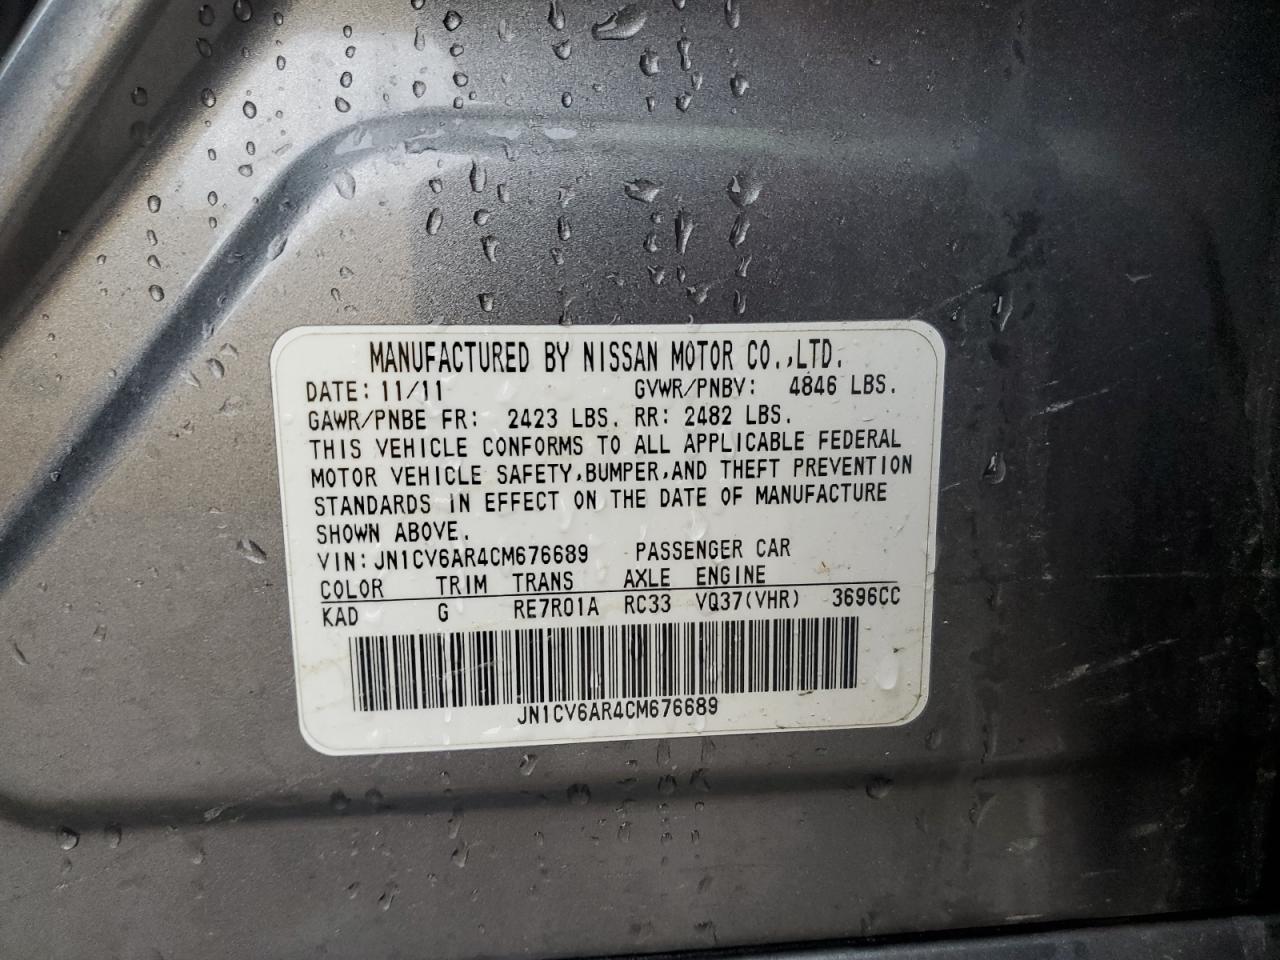 MANUFACTURED BY NISSAN MOTOR CO.,LTD.
DATE: 11/11 GVWR/PNBV: 4846 LBS.
GAWR/PNBE FR: 2423 LBS. RR: 2482 LBS.
THIS VEHICLE CONFORMS TO ALL APPLICABLE FEDERAL
MOTOR VEHICLE SAFETY,BUMPER,AND THEFT PREVENTION
STANDARDS IN EFFECT ON THE DATE OF MANUFACTURE
SHOWN ABOVE.
VIN: JN1CV6AR4CM676689 PASSENGER CAR
COLOR TRIM TRANS AXLE ENGINE
KAD G RE7R01A RC33 VQ37(VHR) 3696CC
JN1CV6AR4CM676689